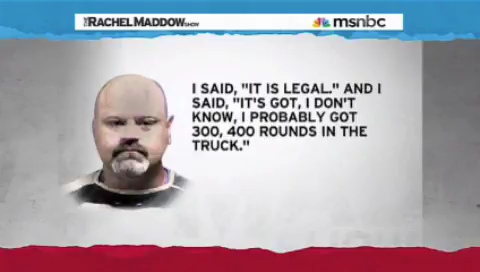 THE RACHEL MADDOW SHOW
msnbc
I SAID, "IT IS LEGAL." AND I
SAID, "IT'S GOT, I DON'T
KNOW, I PROBABLY GOT
300, 400 ROUNDS IN THE
TRUCK."